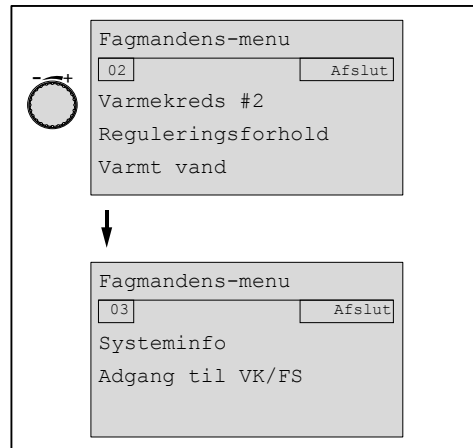 Fagmandens-menu
02 Afslut
Varmekreds #2
Reguleringsforhold
Varmt vand
- +
Fagmandens-menu
03 Afslut
Systeminfo
Adgang til VK/FS